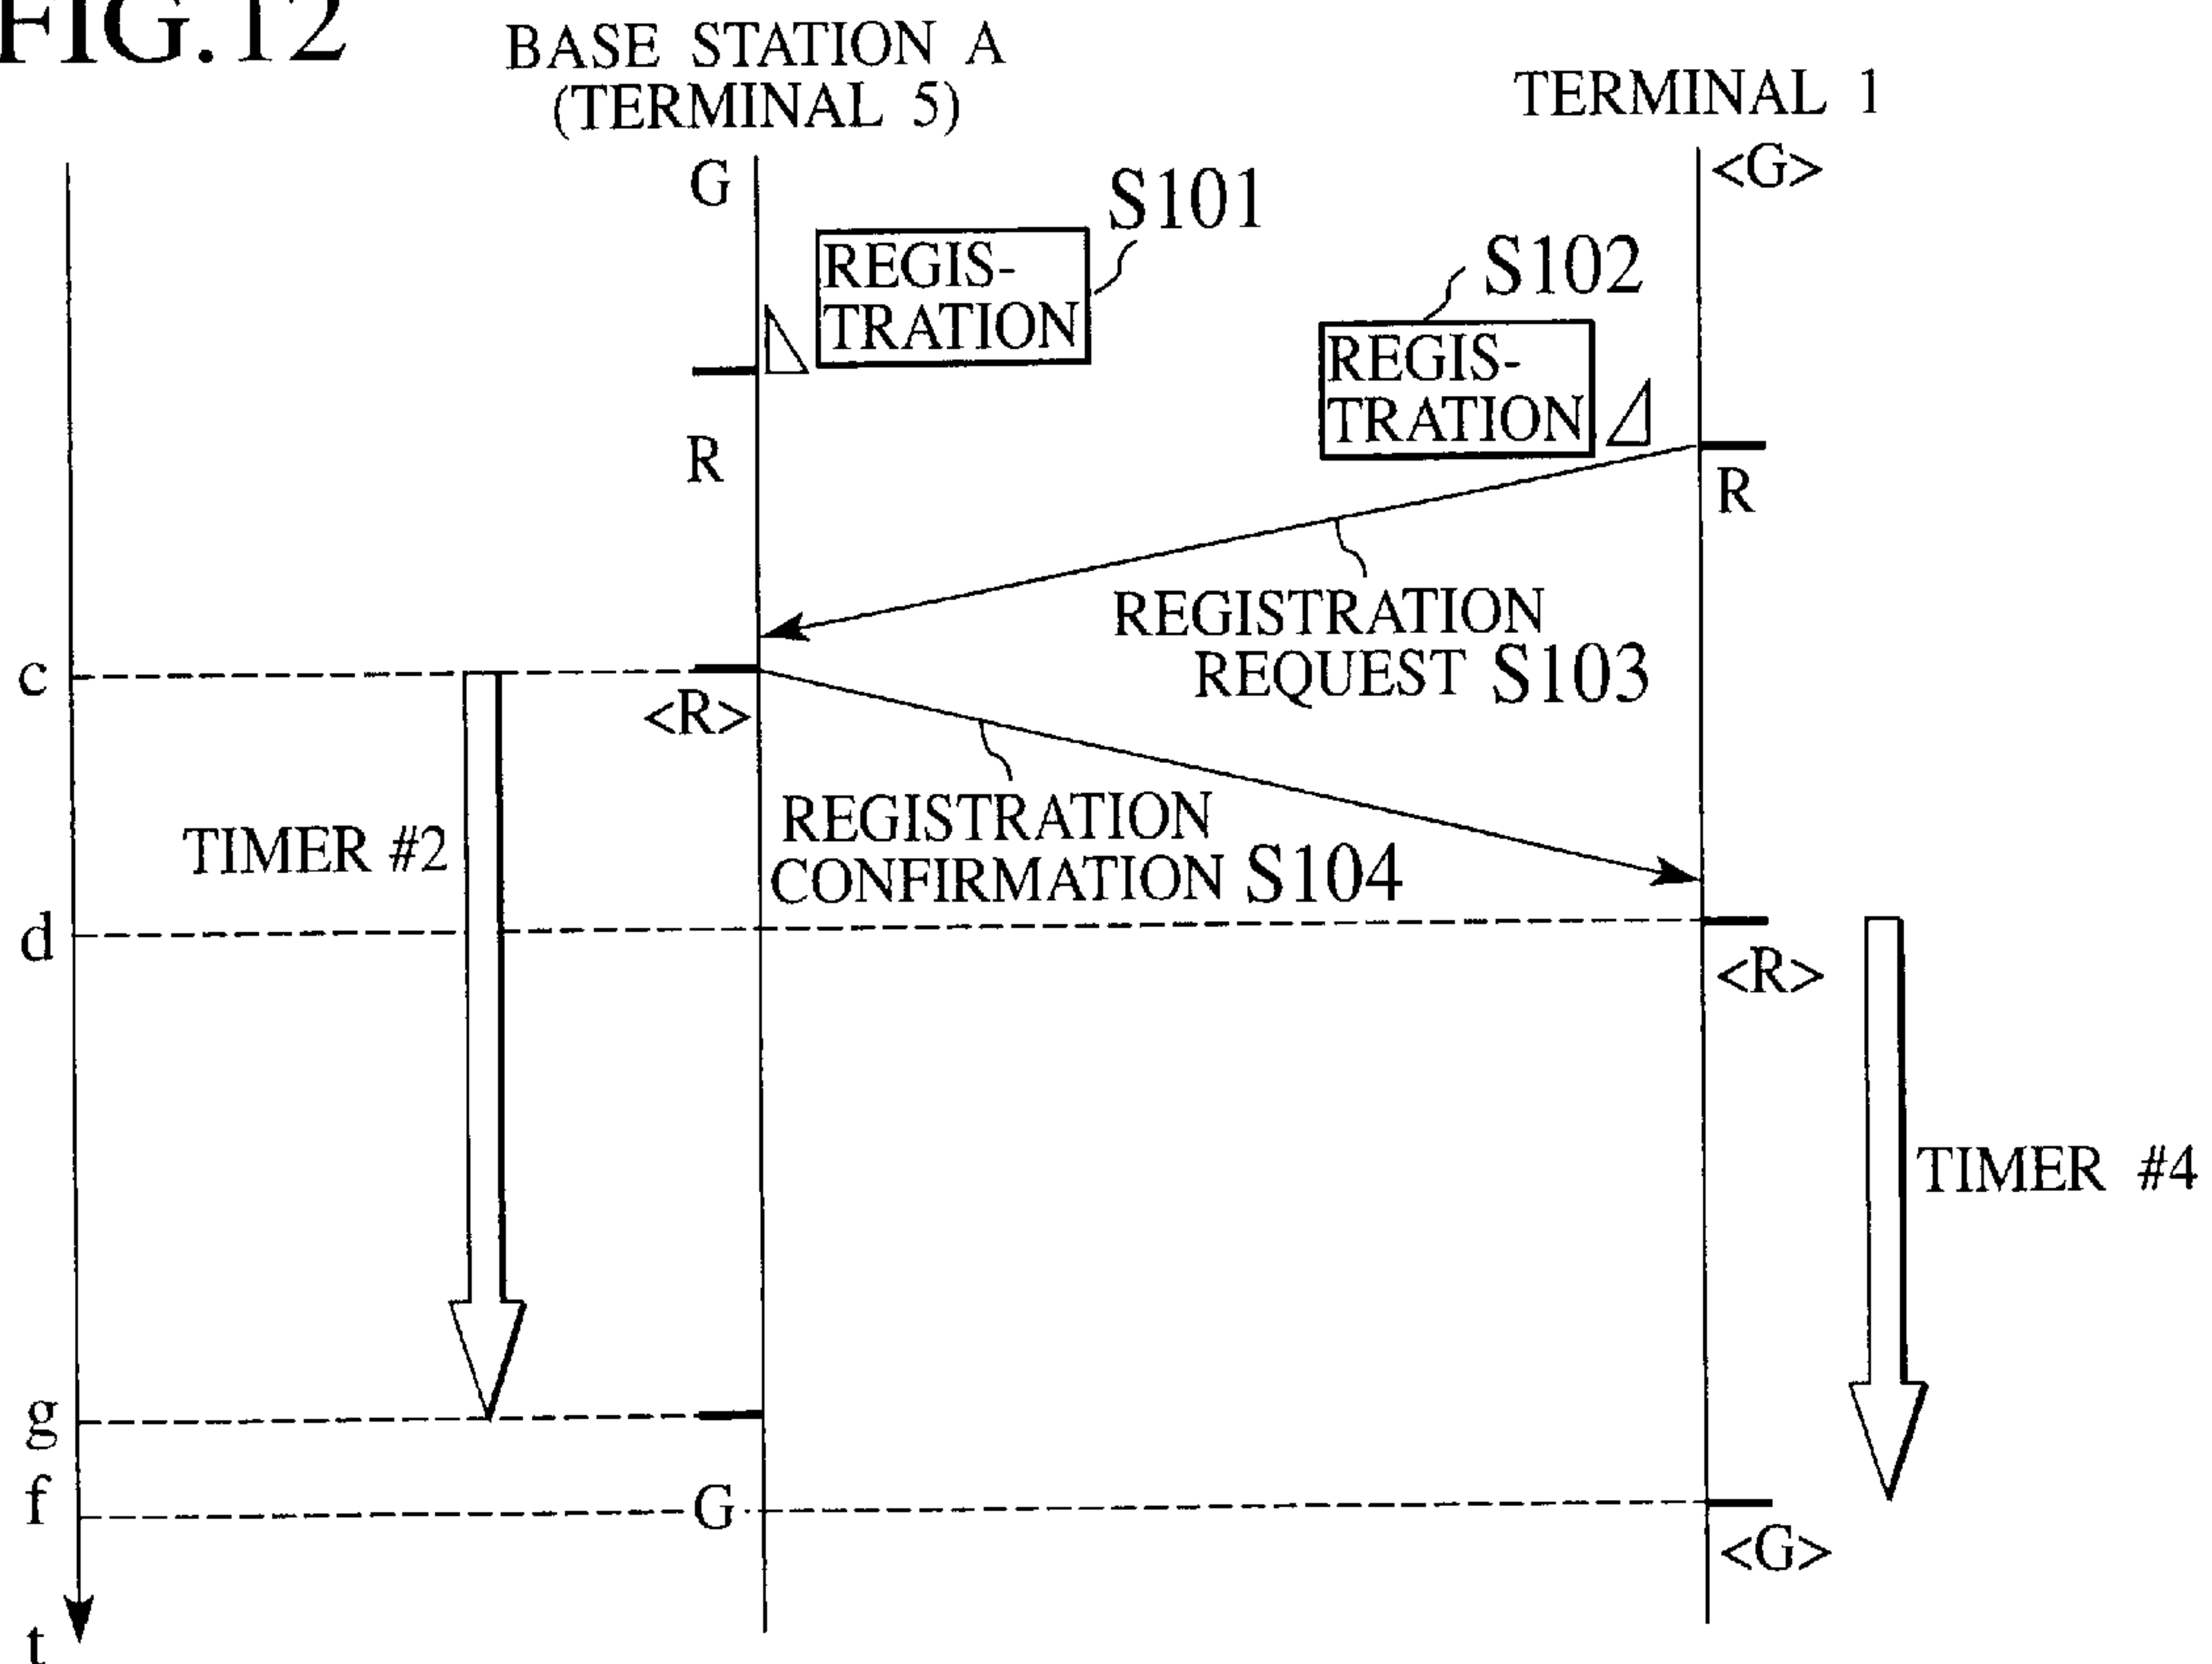 FIG.12
BASE STATION A
(TERMINAL 5)
TERMINAL 1
G
<G>
S101
REGIS-
TRATION
S102
REGIS-
TRATION
R
R
REGISTRATION
REQUEST S103
c
<R>
REGISTRATION
CONFIRMATION S104
TIMER #2
d
<R>
TIMER #4
g
f
G
<G>
t